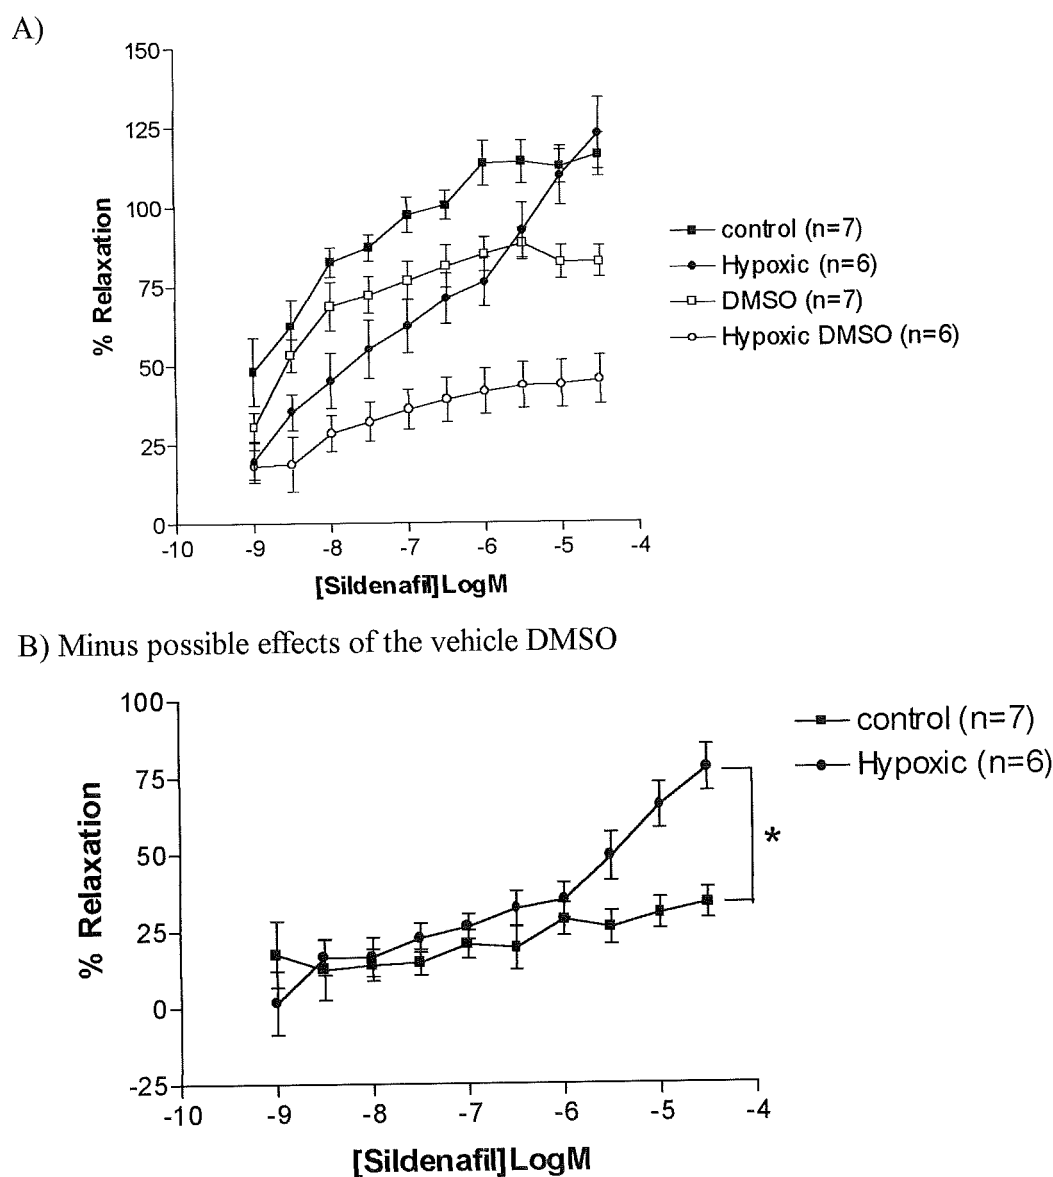 A)
150
125
100
75
50
25
0
-10
-9
-8
-7
-6
-5
-4
% Relaxation
[Sildenafil]LogM
control (n=7)
Hypoxic (n=6)
DMSO (n=7)
Hypoxic DMSO (n=6)
B) Minus possible effects of the vehicle DMSO
100
75
50
25
0
-25
-10
-9
-8
-7
-6
-5
-4
% Relaxation
[Sildenafil]LogM
control (n=7)
Hypoxic (n=6)
*